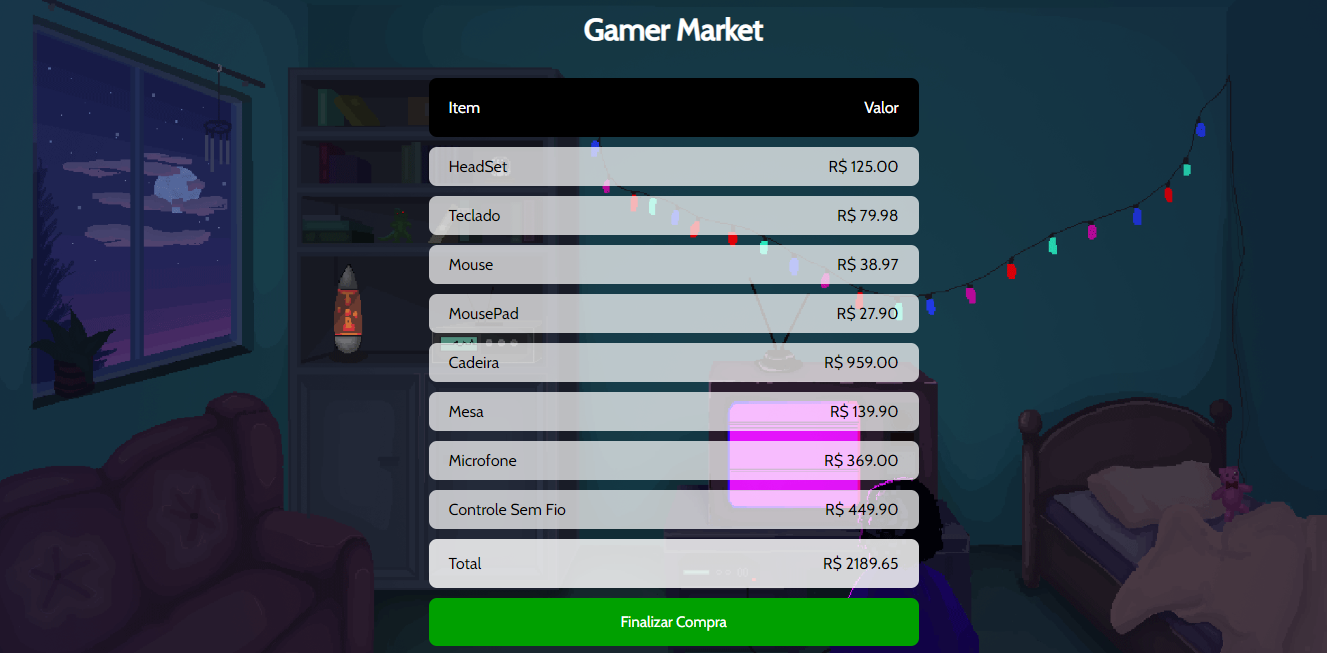 Gamer Market
Item Valor
HeadSet R$ 125.00
Teclado R$ 79.98
Mouse R$ 38.97
MousePad R$ 27.90
Cadeira R$ 959.00
Mesa R$ 139.90
Microfone R$ 369.00
Controle Sem Fio R$ 449.90
Total R$ 2189.65
Finalizar Compra